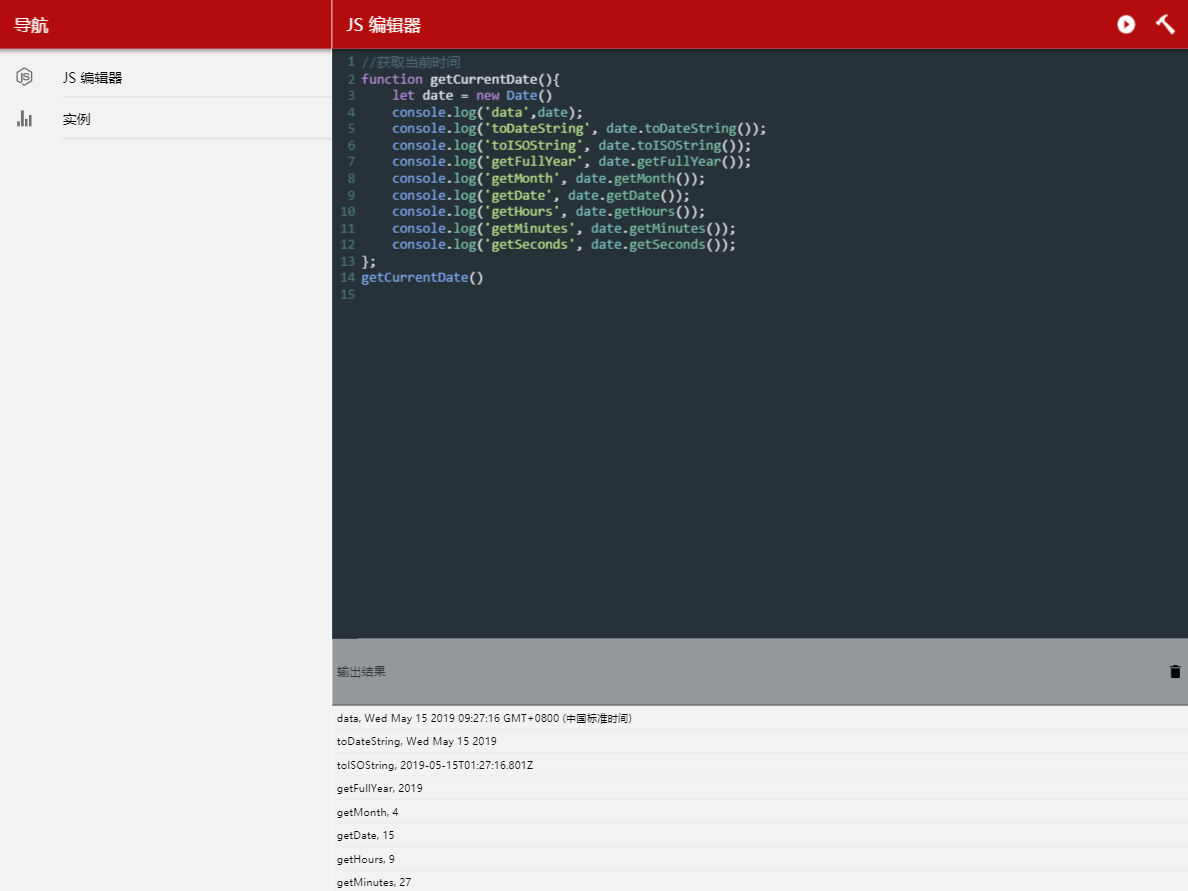 导航
JS 编辑器
JS 编辑器
实例
1 //获取当前时间
2 function getCurrentDate(){
3     let date = new Date()
4     console.log('data',date);
5     console.log('toDateString', date.toDateString());
6     console.log('toISOString', date.toISOString());
7     console.log('getFullYear', date.getFullYear());
8     console.log('getMonth', date.getMonth());
9     console.log('getDate', date.getDate());
10     console.log('getHours', date.getHours());
11     console.log('getMinutes', date.getMinutes());
12     console.log('getSeconds', date.getSeconds());
13 };
14 getCurrentDate()
15
输出结果
data, Wed May 15 2019 09:27:16 GMT+0800 (中国标准时间)
toDateString, Wed May 15 2019
toISOString, 2019-05-15T01:27:16.801Z
getFullYear, 2019
getMonth, 4
getDate, 15
getHours, 9
getMinutes, 27